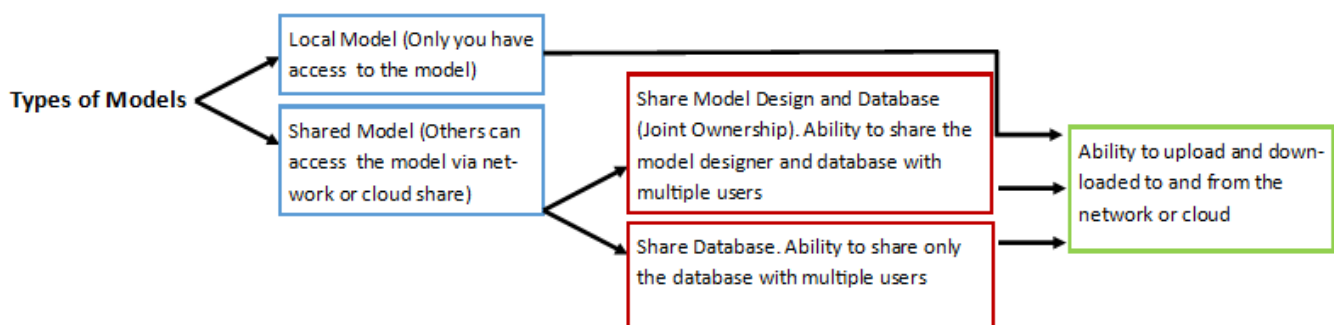 Types of Models
Local Model (Only you have
access to the model)
Shared Model (Others can
access the model via net-
work or cloud share)
Share Model Design and Database
(Joint Ownership). Ability to share the
model designer and database with
multiple users
Share Database. Ability to share only
the database with multiple users
Ability to upload and down-
loaded to and from the
network or cloud